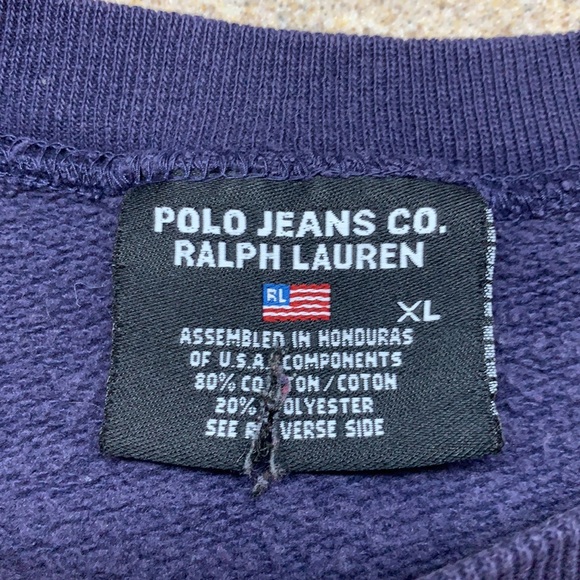 POLO JEANS CO.
RALPH LAUREN
RL
XL
ASSEMBLED IN HONDURAS
OF U.S.A. COMPONENTS
80% COTTON/COTON
20% POLYESTER
SEE REVERSE SIDE